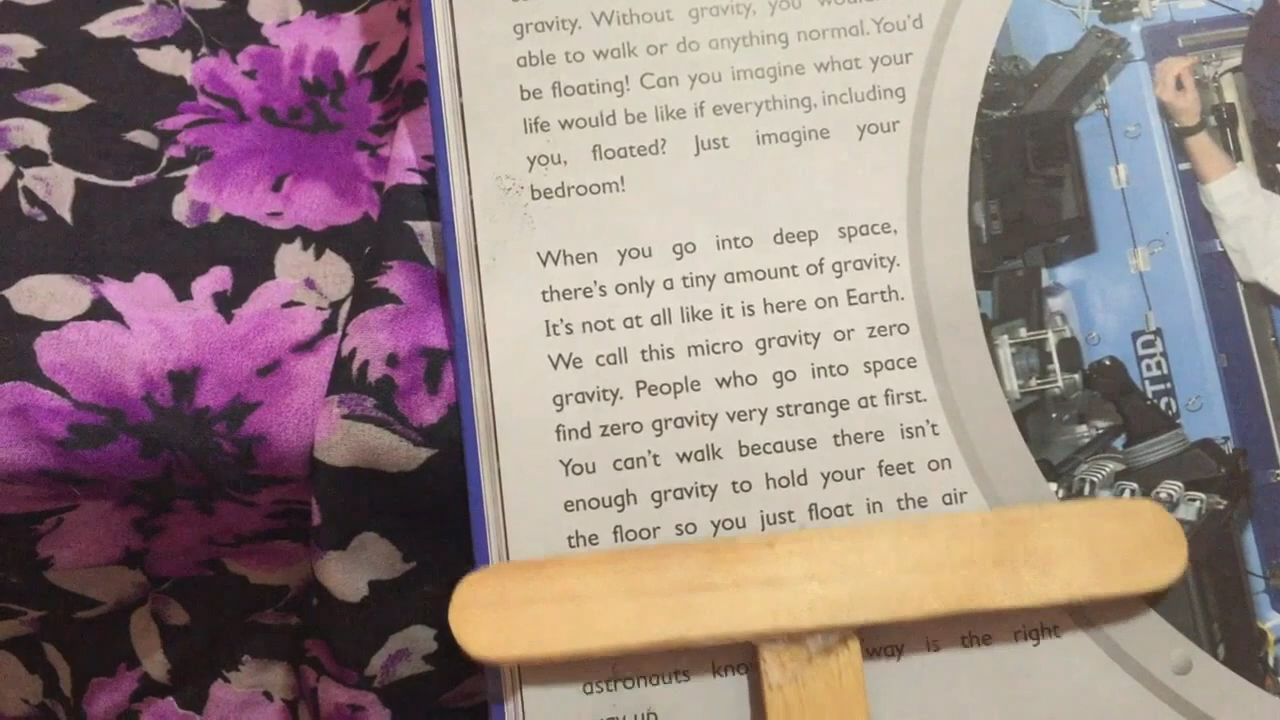 gravity. Without gravity, you
able to walk or do anything normal. You'd
be floating! Can you imagine what your
life would be like if everything, including
you, floated? Just imagine your
bedroom!
When you go into deep space,
there's only a tiny amount of gravity.
It's not at all like it is here on Earth.
We call this micro gravity or zero
gravity. People who go into space
find zero gravity very strange at first.
You can't walk because there isn't
enough gravity to hold your feet on
the floor so you just float in the air
way is the right
astronauts
up